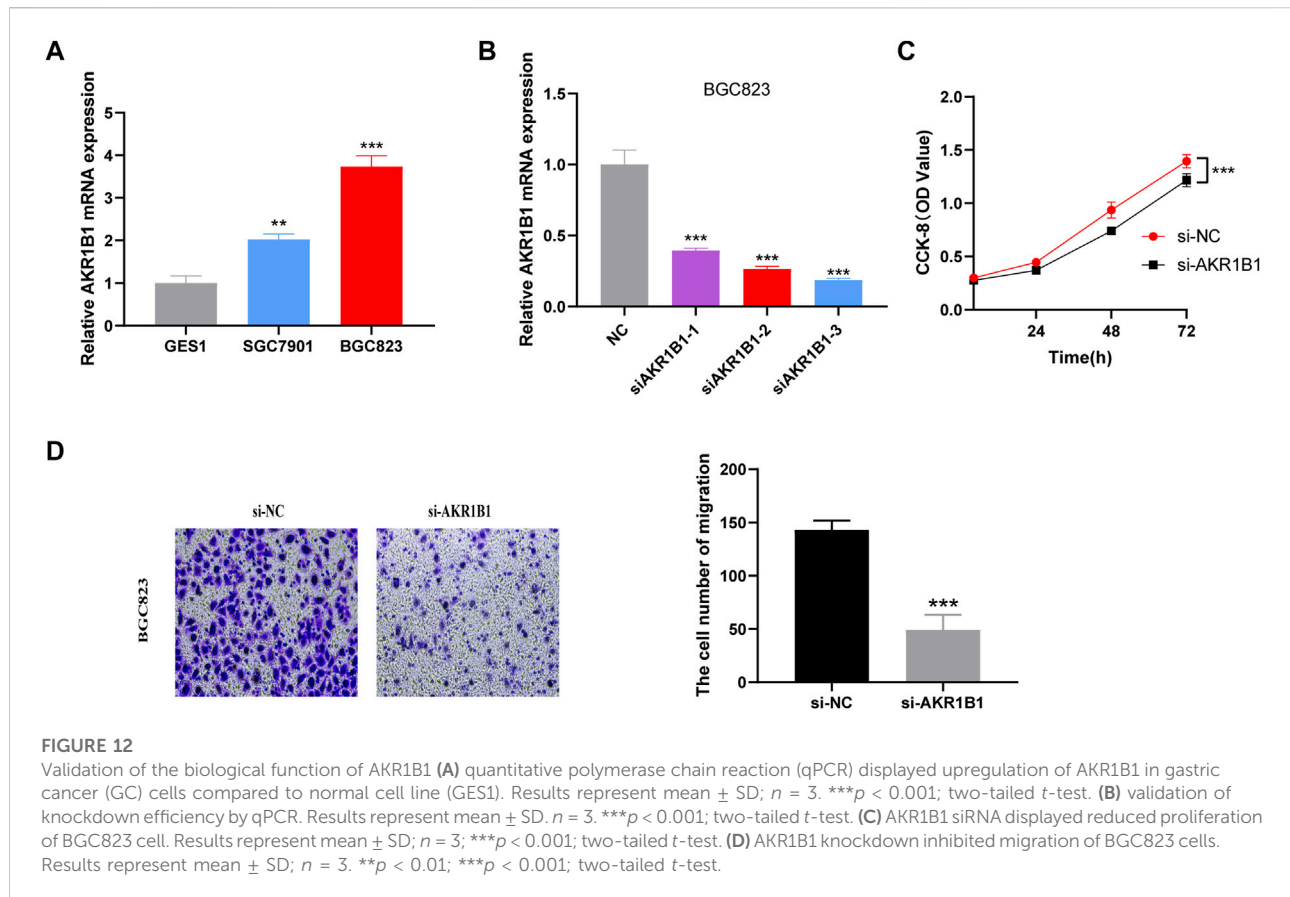 A
Relative AKR1B1 mRNA expression
5
4
3
2
1
0
**
***
GES1 SGC7901 BGC823
B
BGC823
Relative AKR1B1 mRNA expression
1.5
1.0
0.5
0.0
***
***
***
NC
siAKR1B1-1
siAKR1B1-2
siAKR1B1-3
C
CCK-8(OD Value)
2.0
1.5
1.0
0.5
0.0
***
si-NC
si-AKR1B1
24 48 72
Time(h)
D
si-NC si-AKR1B1
BGC823
The cell number of migration
200
150
100
50
0
***
si-NC si-AKR1B1
FIGURE 12
Validation of the biological function of AKR1B1 (A) quantitative polymerase chain reaction (qPCR) displayed upregulation of AKR1B1 in gastric
cancer (GC) cells compared to normal cell line (GES1). Results represent mean ± SD; n = 3. ***p < 0.001; two-tailed t-test. (B) validation of
knockdown efficiency by qPCR. Results represent mean ± SD. n = 3. ***p < 0.001; two-tailed t-test. (C) AKR1B1 siRNA displayed reduced proliferation
of BGC823 cell. Results represent mean ± SD; n = 3; ***p < 0.001; two-tailed t-test. (D) AKR1B1 knockdown inhibited migration of BGC823 cells.
Results represent mean ± SD; n = 3. **p < 0.01; ***p < 0.001; two-tailed t-test.